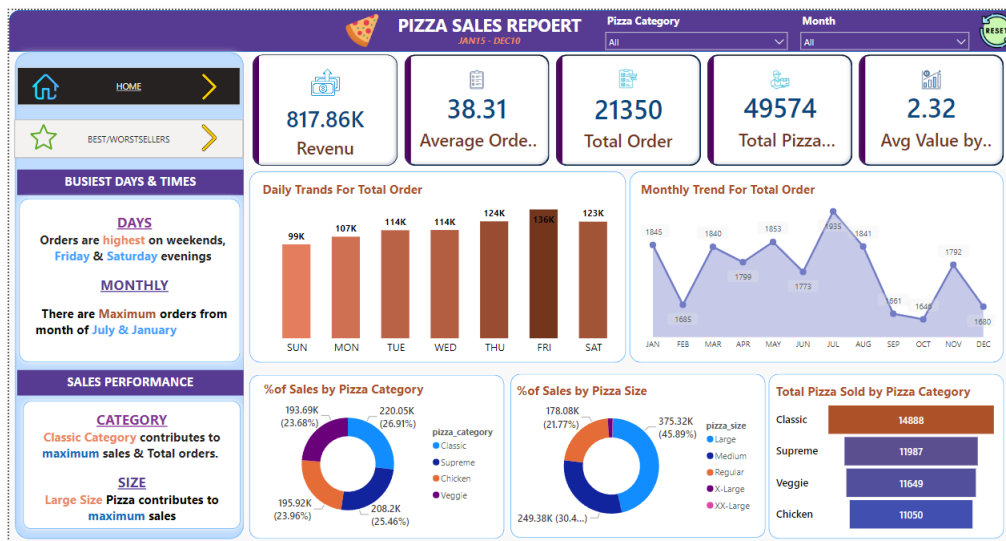 PIZZA SALES REPOERT
JAN15 - DEC10
Pizza Category
All
Month
All
RESET
HOME
BEST/WORSTSELLERS
BUSIEST DAYS & TIMES
DAYS
Orders are highest on weekends,
Friday & Saturday evenings
MONTHLY
There are Maximum orders from
month of July & January
SALES PERFORMANCE
CATEGORY
Classic Category contributes to
maximum sales & Total orders.
SIZE
Large Size Pizza contributes to
maximum sales
817.86K
Revenu
38.31
Average Orde..
21350
Total Order
49574
Total Pizza...
2.32
Avg Value by..
Daily Trands For Total Order
99K
107K
114K
114K
124K
136K
123K
SUN MON TUE WED THU FRI SAT
Monthly Trend For Total Order
1845
1685
1840
1799
1853
1773
1935
1841
1661
1646
1792
1680
JAN FEB MAR APR MAY JUN JUL AUG SEP OCT NOV DEC
%of Sales by Pizza Category
193.69K
(23.68%)
220.05K
(26.91%)
195.92K
(23.96%)
208.2K
(25.46%)
pizza_category
Classic
Supreme
Chicken
Veggie
%of Sales by Pizza Size
178.08K
(21.77%)
375.32K
(45.89%)
249.38K (30.4...)
pizza_size
Large
Medium
Regular
X-Large
XX-Large
Total Pizza Sold by Pizza Category
Classic 14888
Supreme 11987
Veggie 11649
Chicken 11050